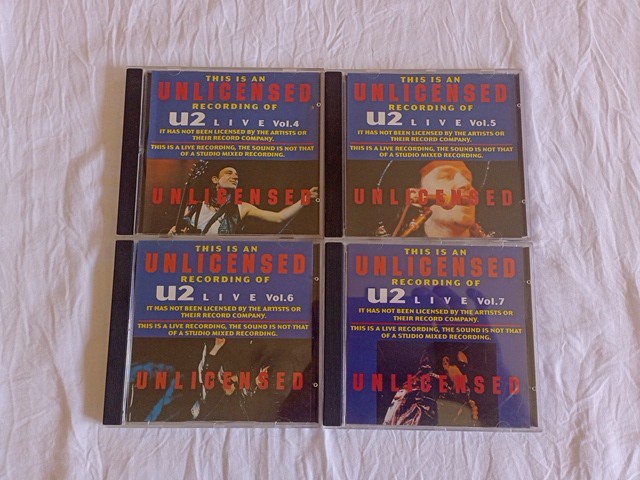 THIS IS AN
UNLICENSED
RECORDING OF
U2 LIVE Vol.4
IT HAS NOT BEEN LICENSED BY THE ARTISTS OR
THEIR RECORD COMPANY.
THIS IS A LIVE RECORDING, THE SOUND IS NOT THAT
OF A STUDIO MIXED RECORDING.
UNLICENSED
THIS IS AN
UNLICENSED
RECORDING OF
U2 LIVE Vol.5
IT HAS NOT BEEN LICENSED BY THE ARTISTS OR
THEIR RECORD COMPANY.
THIS IS A LIVE RECORDING, THE SOUND IS NOT THAT
OF A STUDIO MIXED RECORDING.
UNLICENSED
THIS IS AN
UNLICENSED
RECORDING OF
U2 LIVE Vol.6
IT HAS NOT BEEN LICENSED BY THE ARTISTS OR
THEIR RECORD COMPANY.
THIS IS A LIVE RECORDING, THE SOUND IS NOT THAT
OF A STUDIO MIXED RECORDING.
UNLICENSED
THIS IS AN
UNLICENSED
RECORDING OF
U2 LIVE Vol.7
IT HAS NOT BEEN LICENSED BY THE ARTISTS OR
THEIR RECORD COMPANY.
THIS IS A LIVE RECORDING, THE SOUND IS NOT THAT
OF A STUDIO MIXED RECORDING.
UNLICENSED